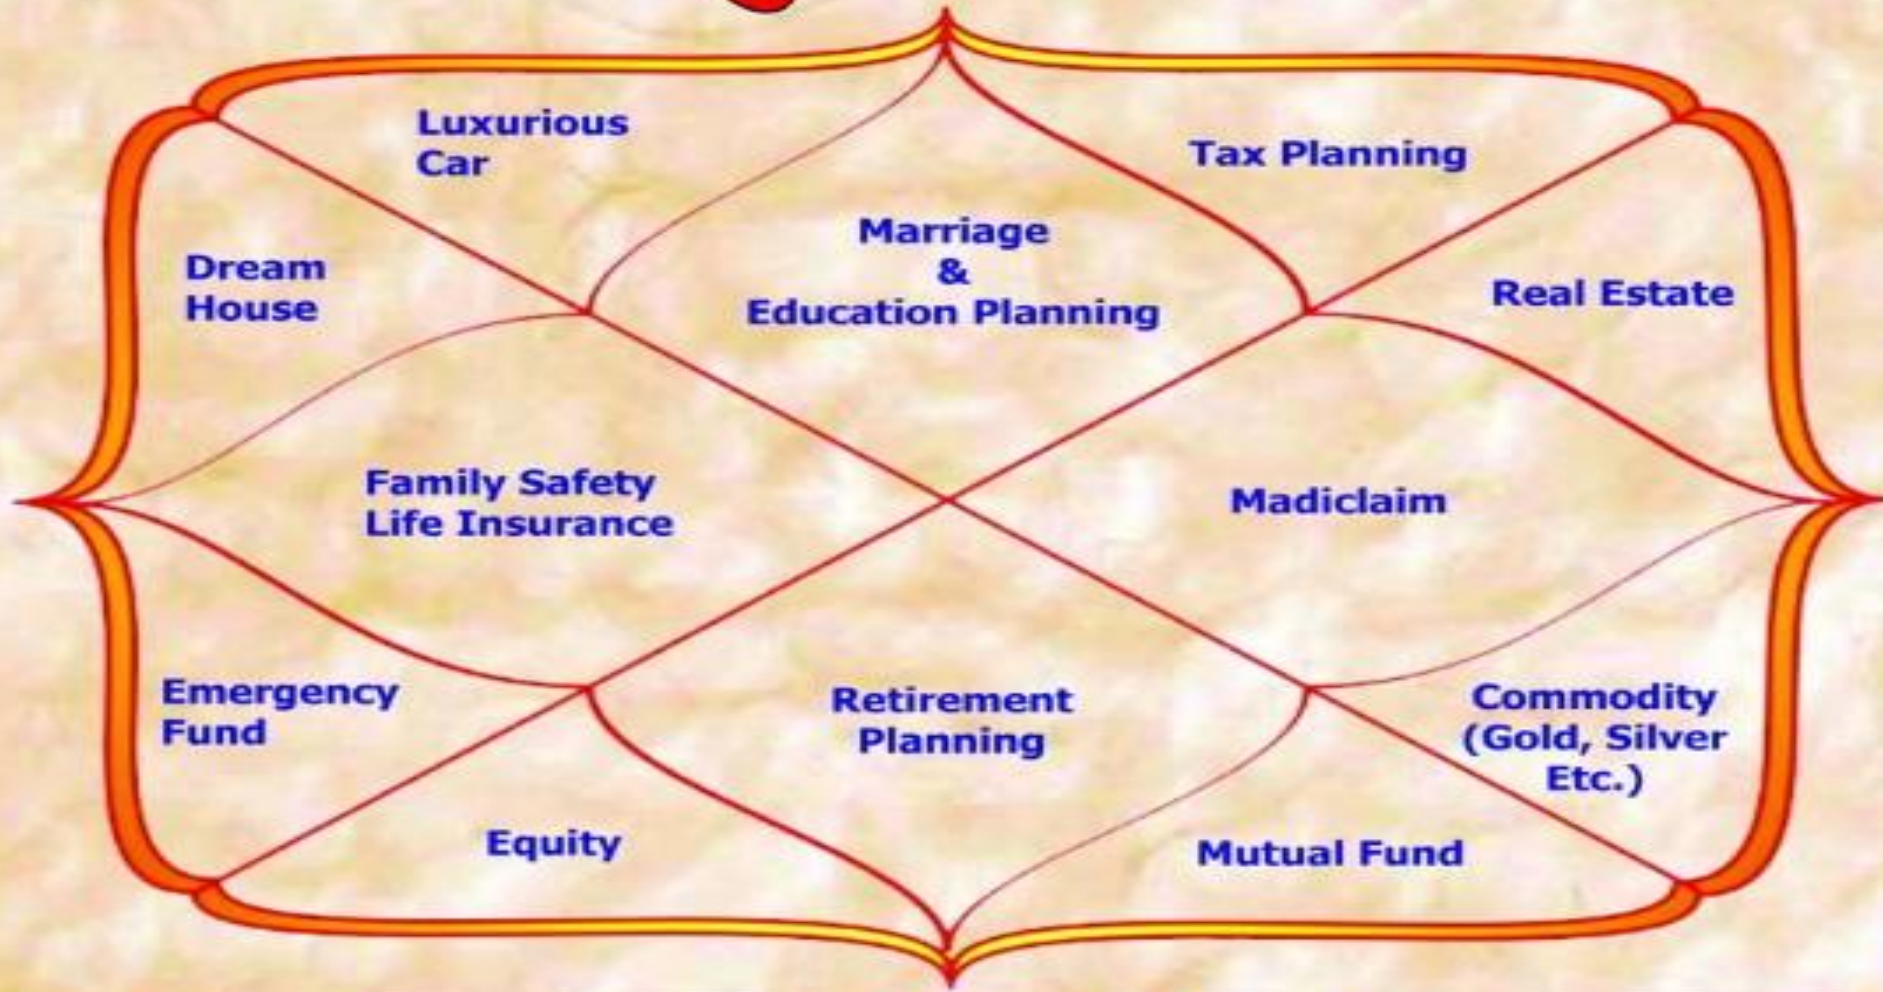 Luxurious
Car
Tax Planning
Marriage
&
Education Planning
Dream
House
Real Estate
Family Safety
Life Insurance
Madiclaim
Emergency
Fund
Retirement
Planning
Commodity
(Gold, Silver
Etc.)
Equity
Mutual Fund